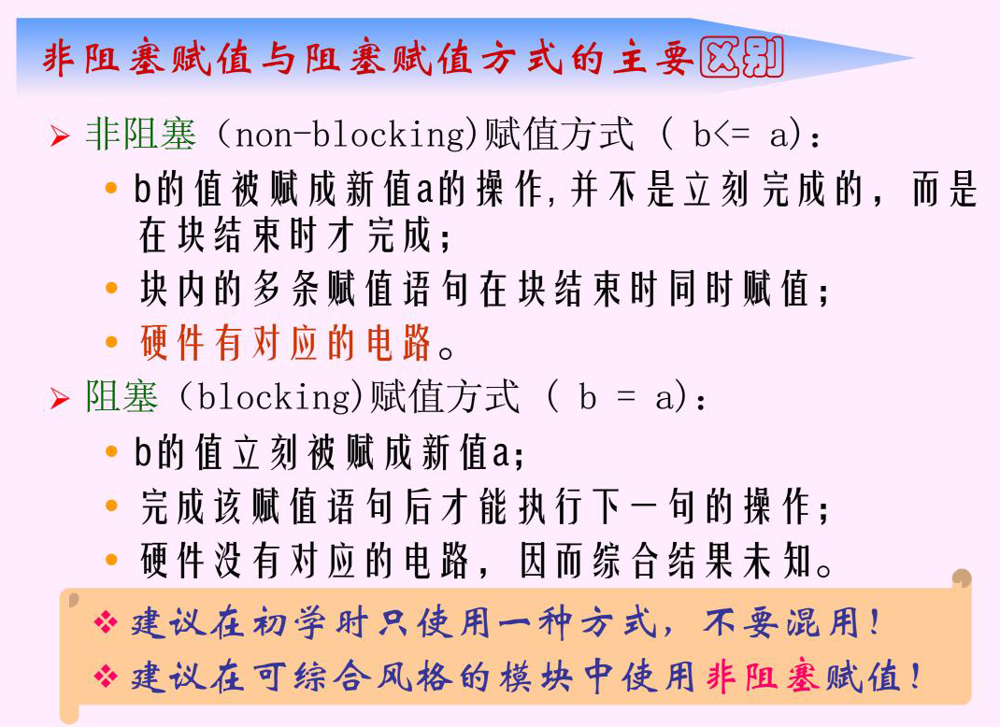 非阻塞赋值与阻塞赋值方式的主要区别
非阻塞（non-blocking)赋值方式 ( b<= a)：
b的值被赋成新值a的操作,并不是立刻完成的，而是
在块结束时才完成；
块内的多条赋值语句在块结束时同时赋值；
硬件有对应的电路。
阻塞（blocking)赋值方式 ( b = a)：
b的值立刻被赋成新值a；
完成该赋值语句后才能执行下一句的操作；
硬件没有对应的电路，因而综合结果未知。
建议在初学时只使用一种方式，不要混用！
建议在可综合风格的模块中使用非阻塞赋值！